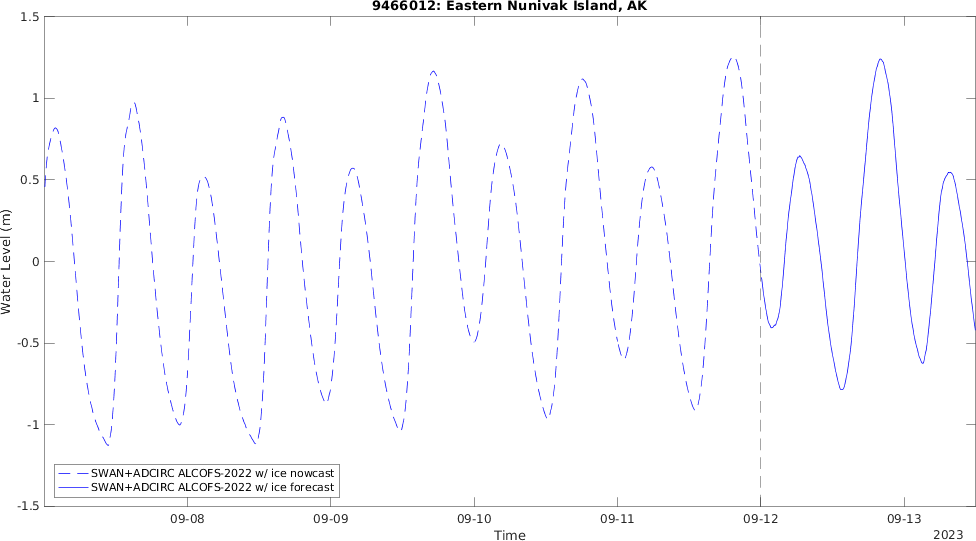 9466012: Eastern Nunivak Island, AK
1.5
1
0.5
0
-0.5
-1
-1.5
Water Level (m)
SWAN+ADCIRC ALCOFS-2022 w/ ice nowcast
SWAN+ADCIRC ALCOFS-2022 w/ ice forecast
09-08 09-09 09-10 09-11 09-12 09-13
Time
2023